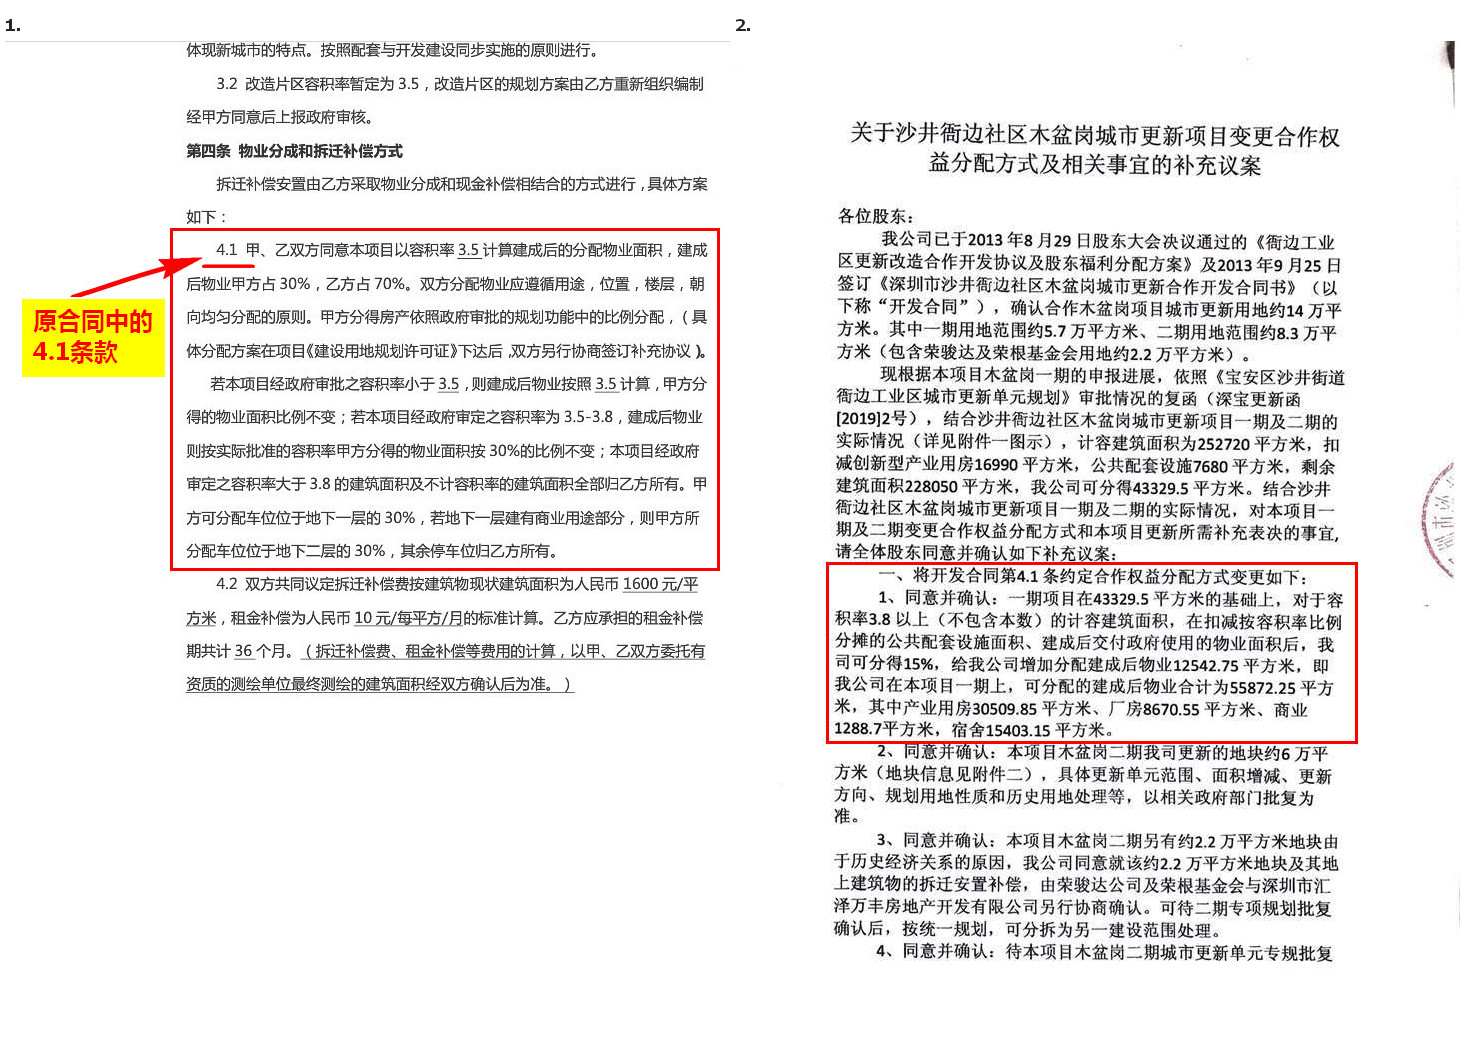 1.
体现新城市的特点。按照配套与开发建设同步实施的原则进行。
3.2 改造片区容积率暂定为 3.5，改造片区的规划方案由乙方重新组织编制
经甲方同意后上报政府审核。
第四条 物业分成和拆迁补偿方式
拆迁补偿安置由乙方采取物业分成和现金补偿相结合的方式进行，具体方案
如下：
4.1 甲、乙双方同意本项目以容积率 3.5 计算建成后的分配物业面积，建成
后物业甲方占 30%，乙方占 70%。双方分配物业应遵循用途，位置，楼层，朝
向均匀分配的原则。甲方分得房产依照政府审批的规划功能中的比例分配，（具
体分配方案在项目《建设用地规划许可证》下达后，双方另行协商签订补充协议）。
若本项目经政府审批之容积率小于 3.5，则建成后物业按照 3.5 计算，甲方分
得的物业面积比例不变；若本项目经政府审定之容积率为 3.5-3.8，建成后物业
则按实际批准的容积率甲方分得的物业面积按 30%的比例不变；本项目经政府
审定之容积率大于 3.8 的建筑面积及不计容积率的建筑面积全部归乙方所有。甲
方可分配车位位于地下一层的 30%，若地下一层建有商业用途部分，则甲方所
分配车位位于地下二层的 30%，其余停车位归乙方所有。
4.2 双方共同议定拆迁补偿费按建筑物现状建筑面积为人民币 1600 元/平
方米，租金补偿为人民币 10 元/每平方/月的标准计算。乙方应承担的租金补偿
期共计 36 个月。（拆迁补偿费、租金补偿等费用的计算，以甲、乙双方委托有
资质的测绘单位最终测绘的建筑面积经双方确认后为准。）
原合同中的
4.1条款
2.
关于沙井衙边社区木盆岗城市更新项目变更合作权
益分配方式及相关事宜的补充议案
各位股东：
我公司已于2013 年8 月29 日股东大会决议通过的《衙边工业
区更新改造合作开发协议及股东福利分配方案》及2013 年9 月25 日
签订《深圳市沙井衙边社区木盆岗城市更新合作开发合同书》（以
下称“开发合同”），确认合作木盆岗项目城市更新用地约14 万平
方米。其中一期用地范围约5.7 万平方米、二期用地范围约8.3 万平
方米（包含荣骏达及荣根基金会用地约2.2 万平方米）。
现根据本项目木盆岗一期的申报进展，依照《宝安区沙井街道
衙边工业区城市更新单元规划》审批情况的复函（深宝更新函
[2019]2号），结合沙井衙边社区木盆岗城市更新项目一期及二期的
实际情况（详见附件一图示），计容建筑面积为252720 平方米，扣
减创新型产业用房16990 平方米，公共配套设施7680 平方米，剩余
建筑面积228050 平方米，我公司可分得43329.5 平方米。结合沙井
衙边社区木盆岗城市更新项目一期及二期的实际情况，对本项目一
期及二期变更合作权益分配方式和本项目更新所需补充表决的事宜，
请全体股东同意并确认如下补充议案：
一、将开发合同第4.1 条约定合作权益分配方式变更如下：
1、同意并确认：一期项目在43329.5 平方米的基础上，对于容
积率3.8 以上（不包含本数）的计容建筑面积，在扣减按容积率比例
分摊的公共配套设施面积、建成后交付政府使用的物业面积后，我
司可分得15%，给我公司增加分配建成后物业12542.75 平方米，即
我公司在本项目一期上，可分配的建成后物业合计为55872.25 平方
米，其中产业用房30509.85 平方米、厂房8670.55 平方米、商业
1288.7平方米，宿舍15403.15 平方米。
2、同意并确认：本项目木盆岗二期我司更新的地块约6 万平
方米（地块信息见附件二），具体更新单元范围、面积增减、更新
方向、规划用地性质和历史用地处理等，以相关政府部门批复为
准。
3、同意并确认：本项目木盆岗二期另有约2.2 万平方米地块由
于历史经济关系的原因，我公司同意就该约2.2 万平方米地块及其地
上建筑物的拆迁安置补偿，由荣骏达公司及荣根基金会与深圳市汇
泽万丰房地产开发有限公司另行协商确认。可待二期专项规划批复
确认后，按统一规划，可分拆为另一建设范围处理。
4、同意并确认：待本项目木盆岗二期城市更新单元专规批复